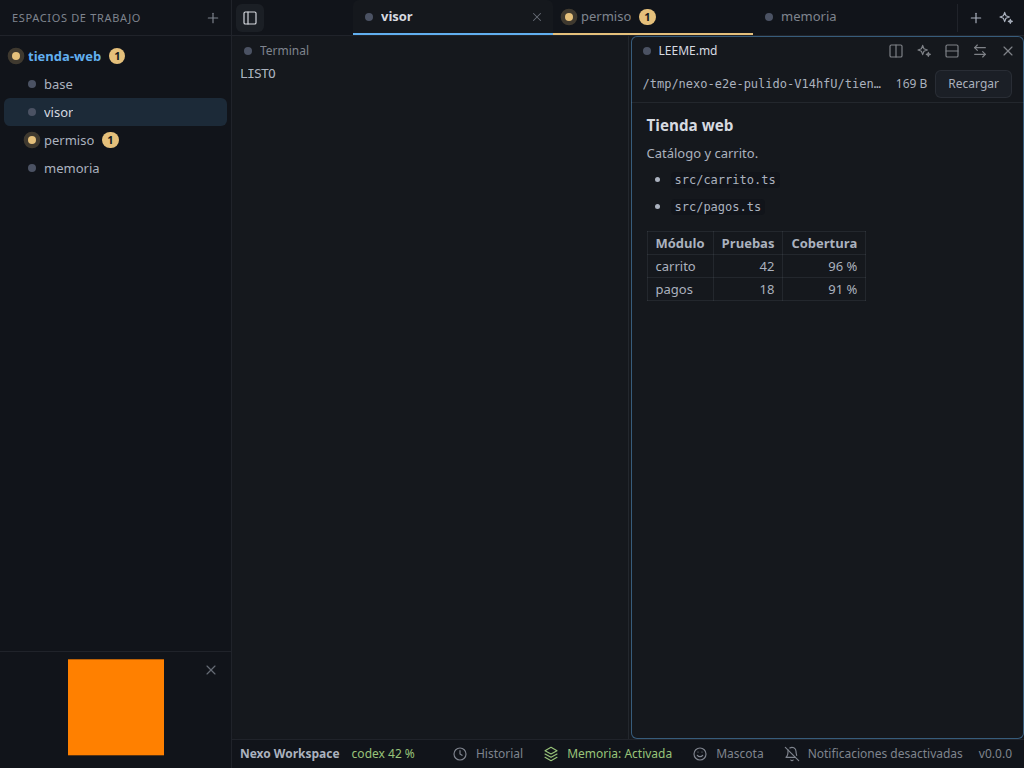 ESPACIOS DE TRABAJO
tienda-web 1
base
visor
permiso 1
memoria
visor
permiso 1
memoria
Terminal
LISTO
LEEME.md
/tmp/nexo-e2e-pulido-V14hfU/tien… 169 B Recargar
Tienda web
Catálogo y carrito.
src/carrito.ts
src/pagos.ts
Módulo Pruebas Cobertura
carrito 42 96 %
pagos 18 91 %
Nexo Workspace codex 42 % Historial Memoria: Activada Mascota Notificaciones desactivadas v0.0.0